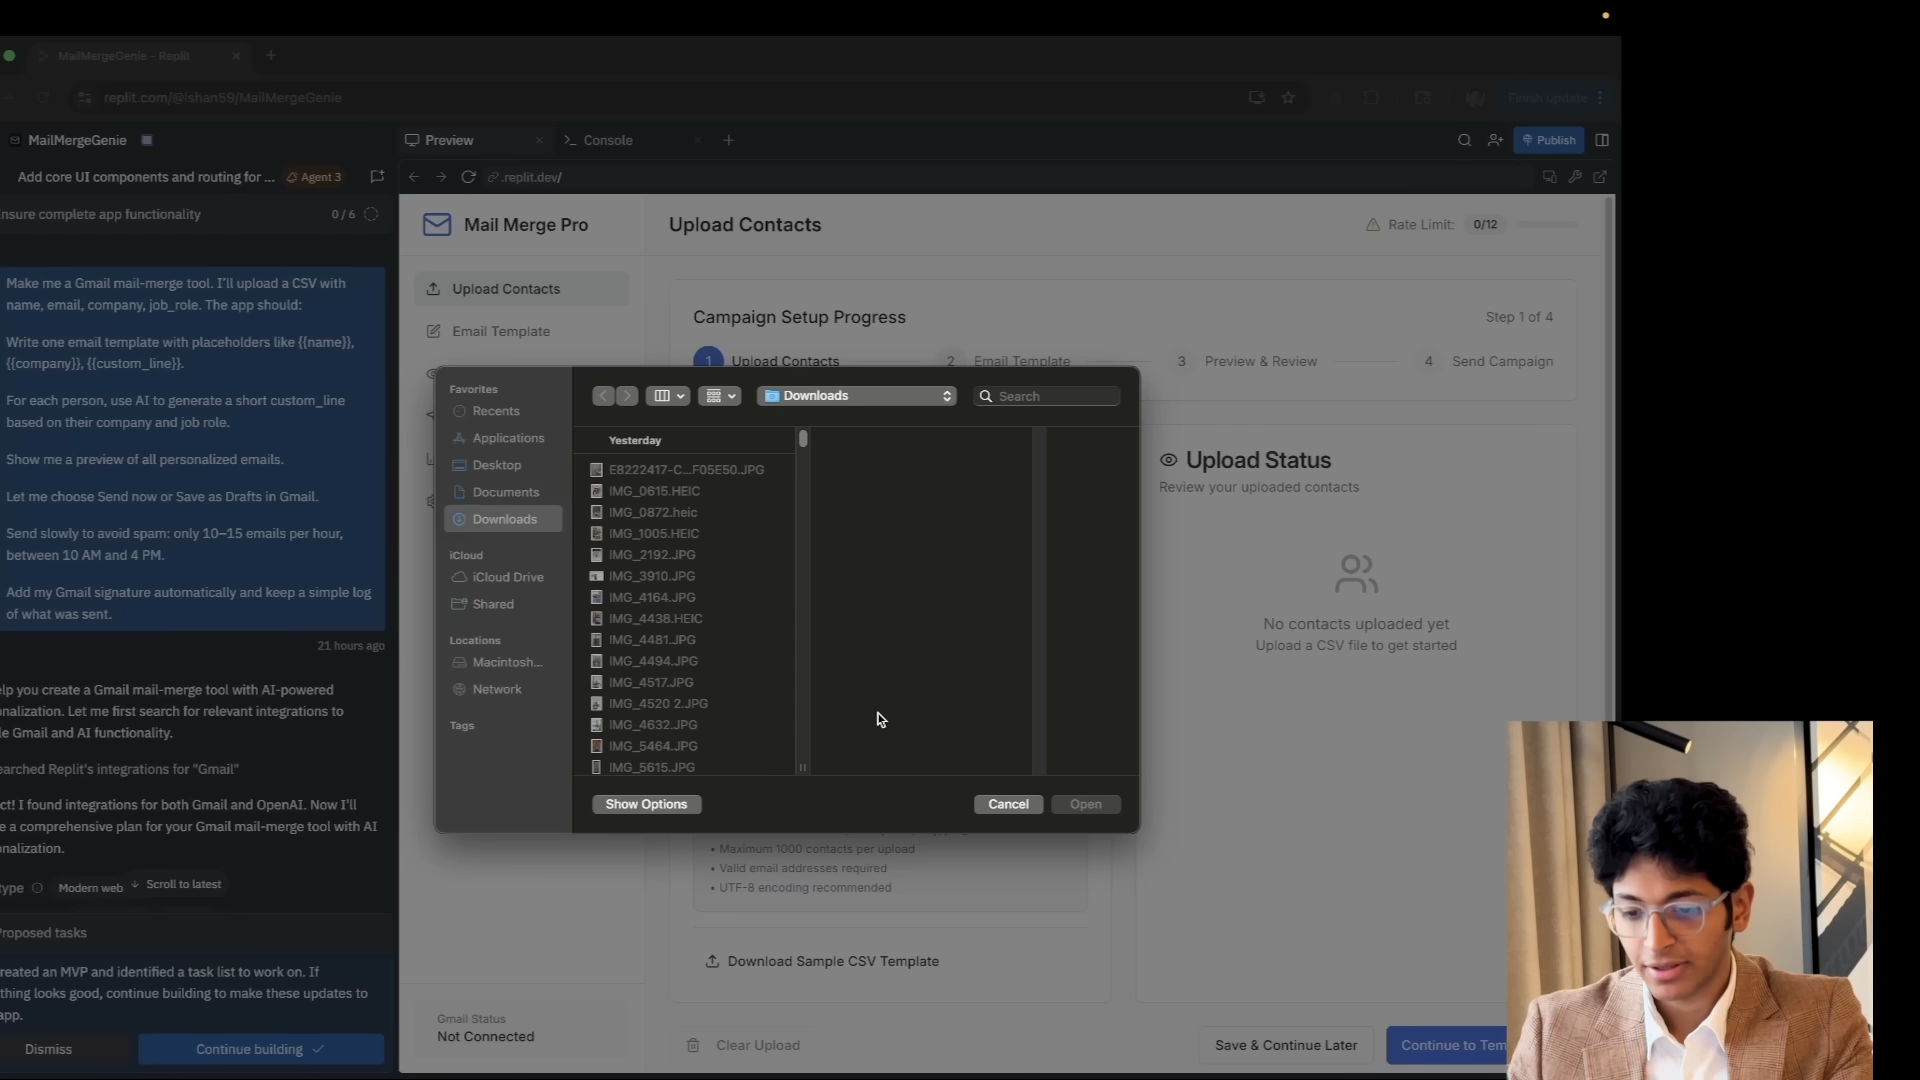 MailMergeGenie - Replit
replit.com/@ishan59/MailMergeGenie
Finish update
MailMergeGenie
Preview
Console
Publish
Add core UI components and routing for ...
Agent 3
.replit.dev/
nsure complete app functionality
0 / 6
Make me a Gmail mail-merge tool. I'll upload a CSV with
name, email, company, job_role. The app should:
Write one email template with placeholders like {{name}},
{{company}}, {{custom_line}}.
For each person, use AI to generate a short custom_line
based on their company and job role.
Show me a preview of all personalized emails.
Let me choose Send now or Save as Drafts in Gmail.
Send slowly to avoid spam: only 10–15 emails per hour,
between 10 AM and 4 PM.
Add my Gmail signature automatically and keep a simple log
of what was sent.
21 hours ago
elp you create a Gmail mail-merge tool with AI-powered
nalization. Let me first search for relevant integrations to
le Gmail and AI functionality.
earched Replit's integrations for "Gmail"
ct! I found integrations for both Gmail and OpenAI. Now I'll
e a comprehensive plan for your Gmail mail-merge tool with AI
nalization.
type
Modern web
Scroll to latest
Proposed tasks
reated an MVP and identified a task list to work on. If
thing looks good, continue building to make these updates to
app.
Dismiss
Continue building
Mail Merge Pro
Upload Contacts
Rate Limit:
0/12
Upload Contacts
Email Template
Campaign Setup Progress
Step 1 of 4
1
Upload Contacts
2
Email Template
3
Preview & Review
4
Send Campaign
Favorites
Recents
Applications
Desktop
Documents
Downloads
iCloud
iCloud Drive
Shared
Locations
Macintosh...
Network
Tags
Downloads
Search
Yesterday
E8222417-C...F05E50.JPG
IMG_0615.HEIC
IMG_0872.heic
IMG_1005.HEIC
IMG_2192.JPG
IMG_3910.JPG
IMG_4164.JPG
IMG_4438.HEIC
IMG_4481.JPG
IMG_4494.JPG
IMG_4517.JPG
IMG_4520 2.JPG
IMG_4632.JPG
IMG_5464.JPG
IMG_5615.JPG
Show Options
Cancel
Open
Upload Status
Review your uploaded contacts
No contacts uploaded yet
Upload a CSV file to get started
• Maximum 1000 contacts per upload
• Valid email addresses required
• UTF-8 encoding recommended
Download Sample CSV Template
Gmail Status
Not Connected
Clear Upload
Save & Continue Later
Continue to Tem